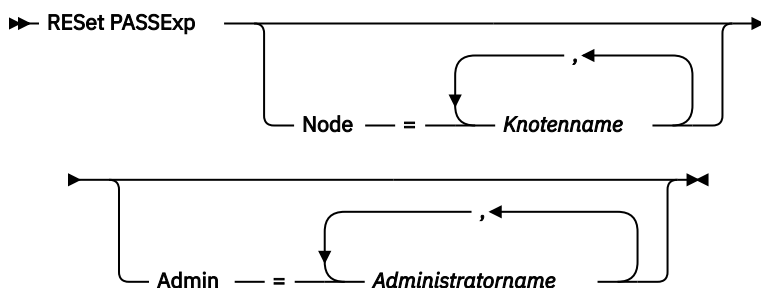 RESet PASSExp
,
Node = Knotenname
,
Admin = Administratorname